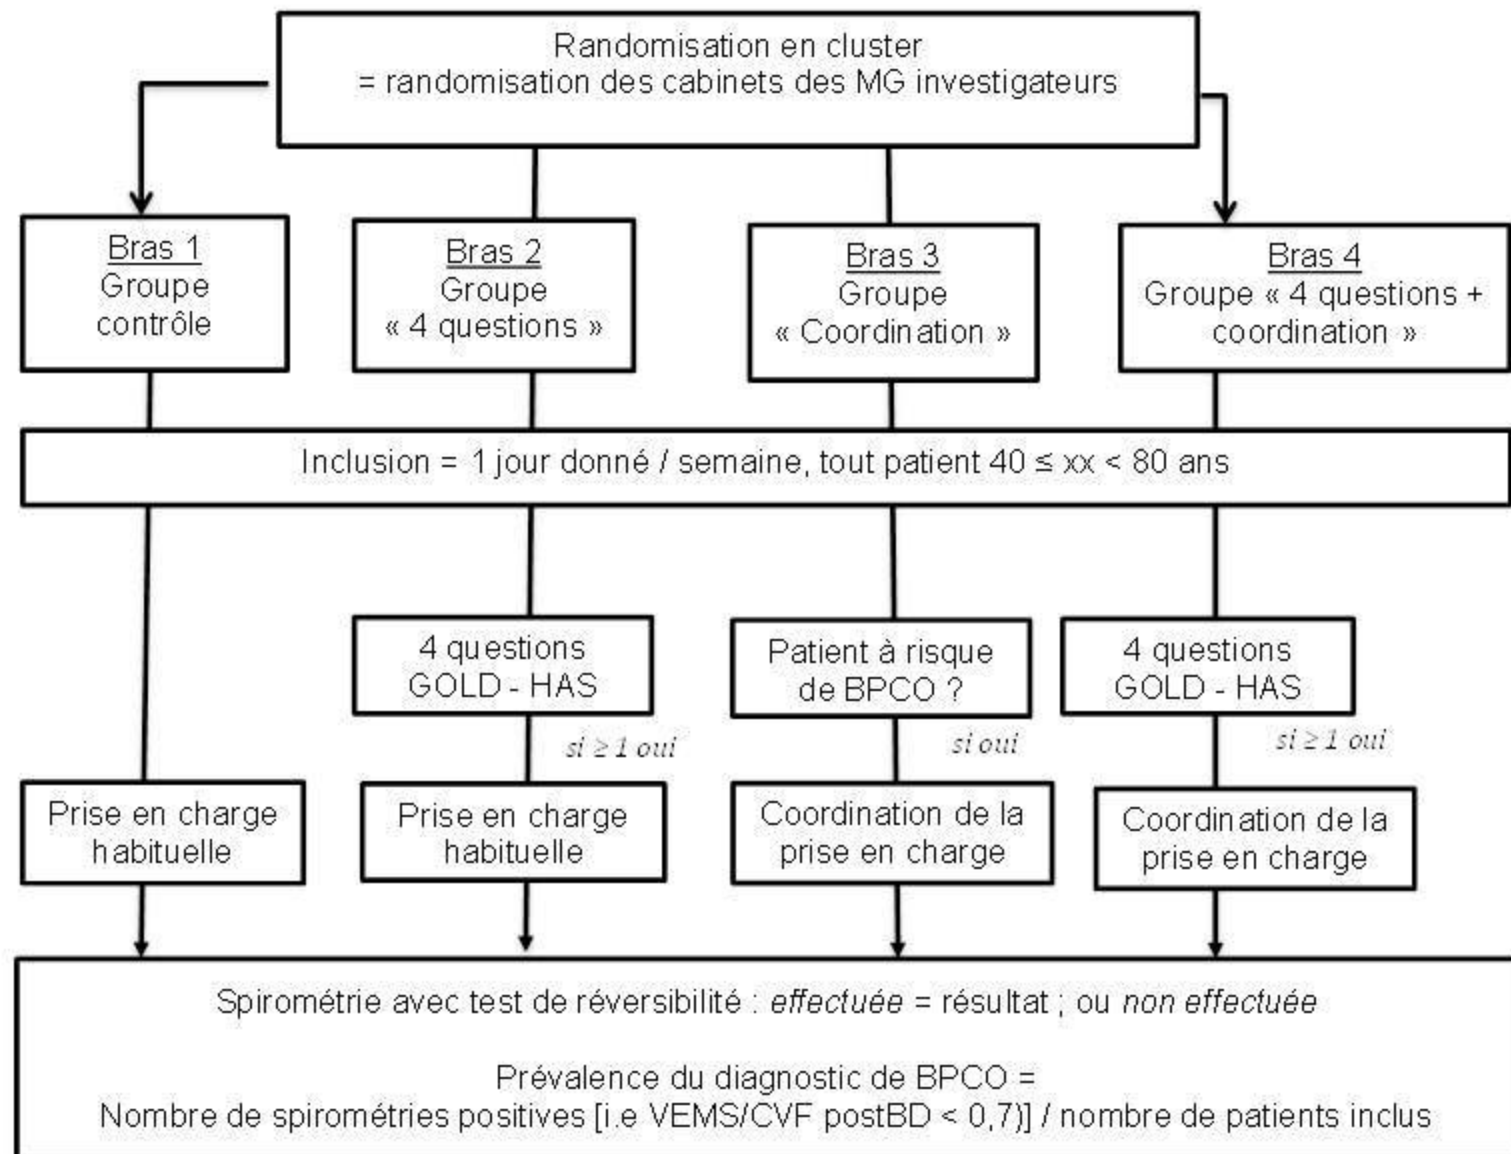 Randomisation en cluster
= randomisation des cabinets des MG investigateurs
Bras 1
Groupe
contrôle
Bras 2
Groupe
« 4 questions »
Bras 3
Groupe
« Coordination »
Bras 4
Groupe « 4 questions +
coordination »
Inclusion = 1 jour donné / semaine, tout patient 40 ≤ xx < 80 ans
4 questions
GOLD - HAS
si ≥ 1 oui
Patient à risque
de BPCO ?
si oui
4 questions
GOLD - HAS
si ≥ 1 oui
Prise en charge
habituelle
Prise en charge
habituelle
Coordination de la
prise en charge
Coordination de la
prise en charge
Spirométrie avec test de réversibilité : effectuée = résultat ; ou non effectuée
Prévalence du diagnostic de BPCO =
Nombre de spirométries positives [i.e VEMS/CVF postBD < 0,7)] / nombre de patients inclus